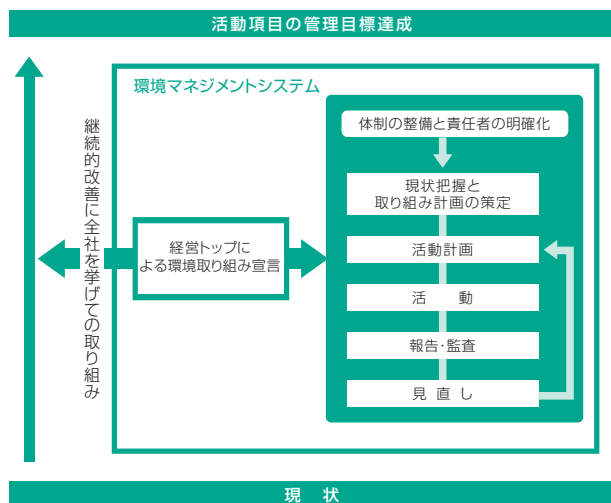 活動項目の管理目標達成
環境マネジメントシステム
継続的改善に全社を挙げての取り組み
経営トップに
よる環境取り組み宣言
体制の整備と責任者の明確化
現状把握と
取り組み計画の策定
活動計画
活　動
報告・監査
見 直 し
現　状